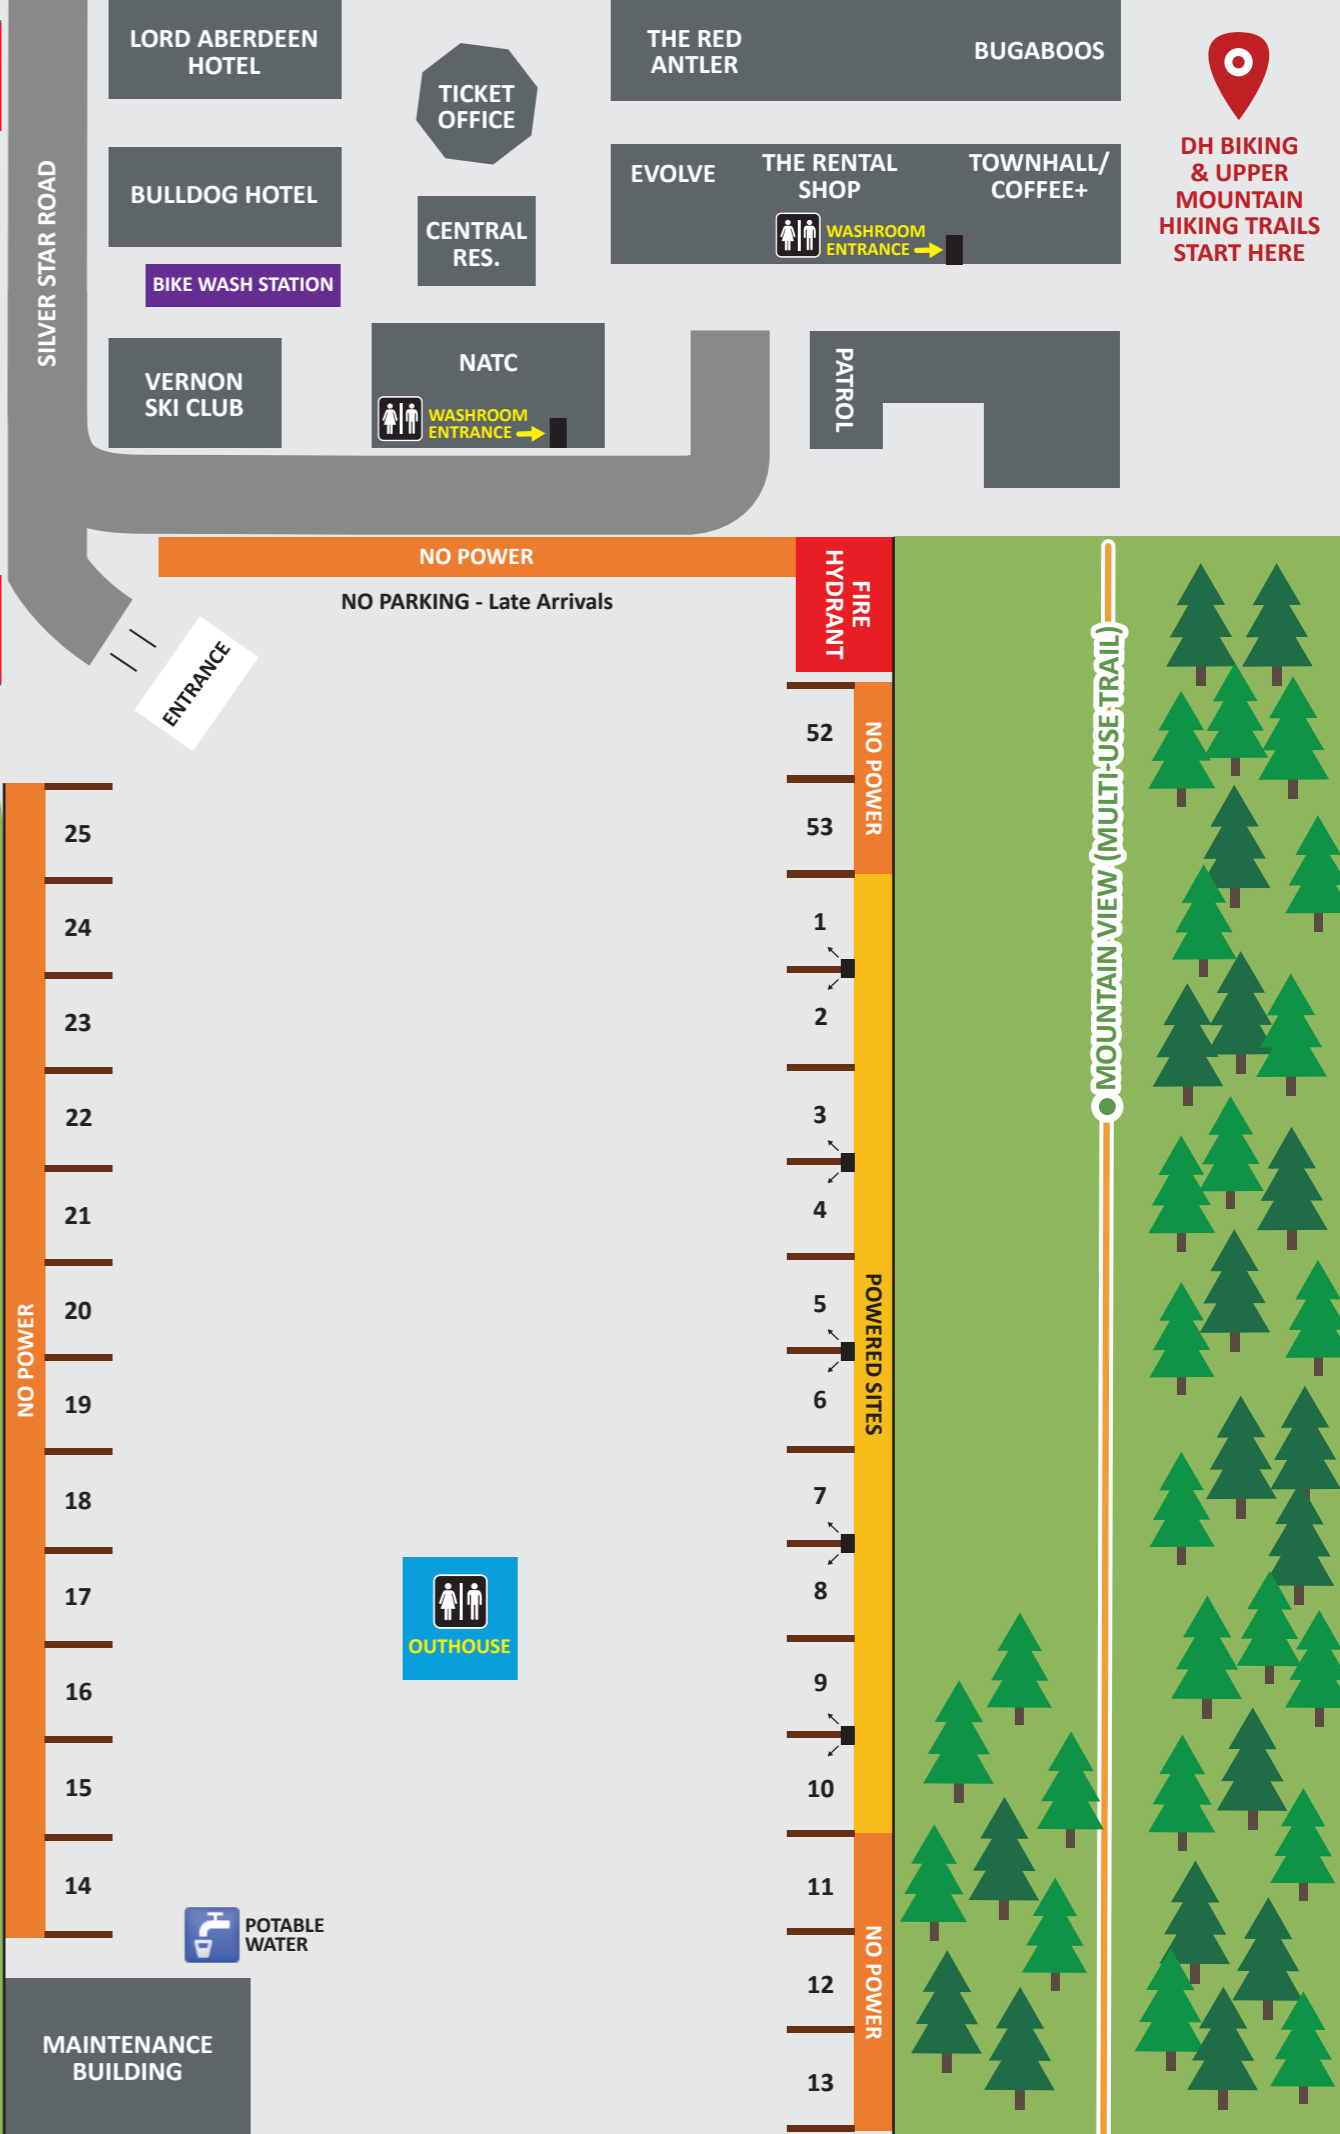 LORD ABERDEEN
HOTEL
TICKET
OFFICE
THE RED
ANTLER
BUGABOOS
DH BIKING
& UPPER
MOUNTAIN
HIKING TRAILS
START HERE
SILVER STAR ROAD
BULLDOG HOTEL
BIKE WASH STATION
CENTRAL
RES.
EVOLVE
THE RENTAL
SHOP
TOWNHALL/
COFFEE+
WASHROOM
ENTRANCE
VERNON
SKI CLUB
NATC
WASHROOM
ENTRANCE
PATROL
NO POWER
NO PARKING - Late Arrivals
FIRE
HYDRANT
ENTRANCE
MOUNTAIN VIEW (MULTI-USE TRAIL)
52
53
NO POWER
25
24
23
22
21
20
19
18
17
16
15
14
NO POWER
1
2
3
4
5
6
7
8
9
10
POWERED SITES
11
12
13
NO POWER
OUTHOUSE
POTABLE
WATER
MAINTENANCE
BUILDING